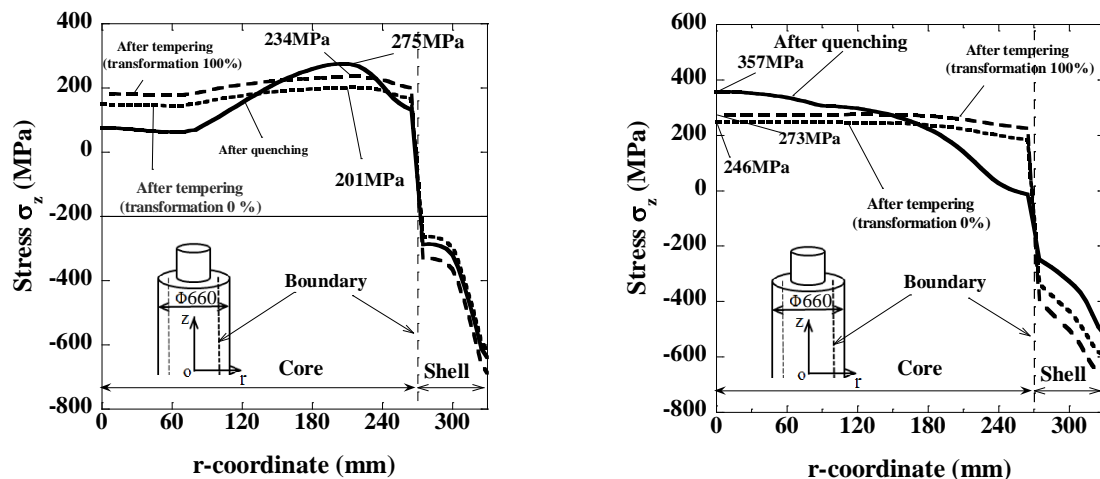 400
After tempering
(transformation 100%)
234MPa
275MPa
200
0
After quenching
201MPa
After tempering
(transformation 0 %)
-200
Stress σz (MPa)
-400
Φ660
z
o
r
Boundary
-600
Core
Shell
-800
0
60
120
180
240
300
r-coordinate (mm)
600
After quenching
357MPa
After tempering
(transformation 100%)
400
200
273MPa
246MPa
0
After tempering
(transformation 0%)
Stress σz (MPa)
-200
Φ660
z
o
r
Boundary
-400
-600
Core
Shell
-800
0
60
120
180
240
300
r-coordinate (mm)